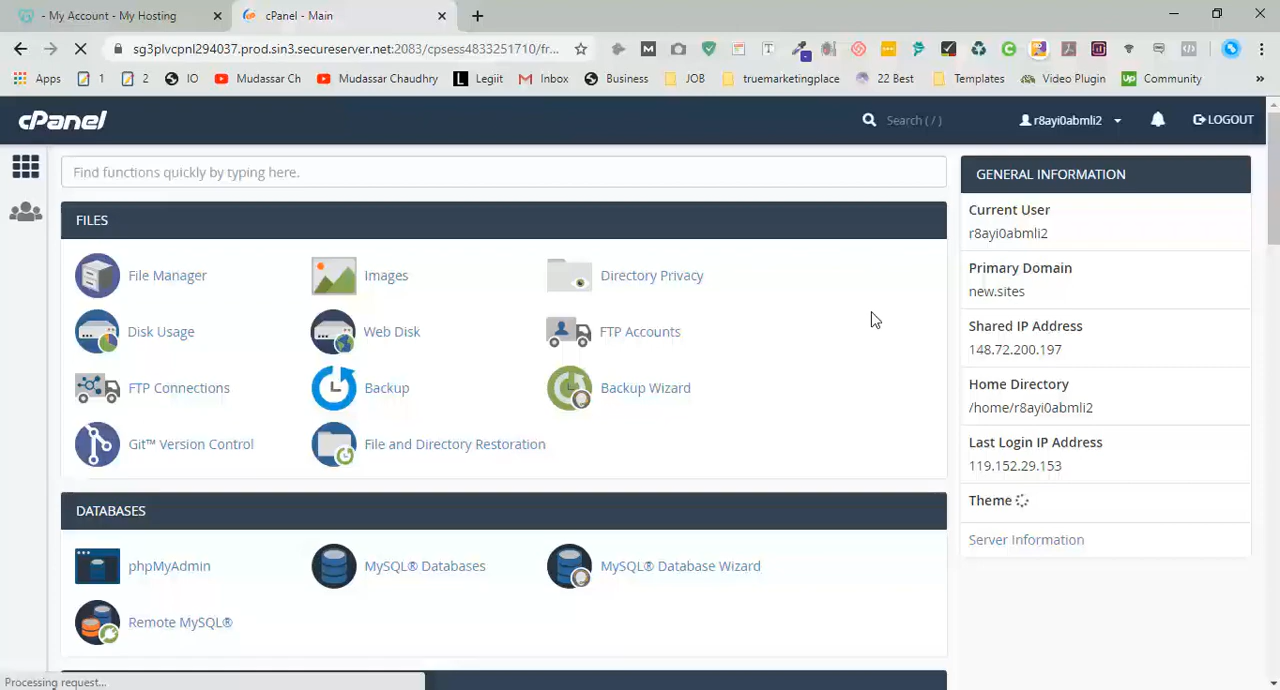 - My Account - My Hosting
cPanel - Main
sg3plvcpnl294037.prod.sin3.secureserver.net:2083/cpsess4833251710/fr...
Apps
1
2
IO
Mudassar Ch
Mudassar Chaudhry
Legiit
Inbox
Business
JOB
truemarketingplace
22 Best
Templates
Video Plugin
Community
cPanel
Search ( / )
r8ayi0abmli2
LOGOUT
Find functions quickly by typing here.
FILES
File Manager
Images
Directory Privacy
Disk Usage
Web Disk
FTP Accounts
FTP Connections
Backup
Backup Wizard
Git™ Version Control
File and Directory Restoration
DATABASES
phpMyAdmin
MySQL® Databases
MySQL® Database Wizard
Remote MySQL®
GENERAL INFORMATION
Current User
r8ayi0abmli2
Primary Domain
new.sites
Shared IP Address
148.72.200.197
Home Directory
/home/r8ayi0abmli2
Last Login IP Address
119.152.29.153
Theme
Server Information
Processing request...